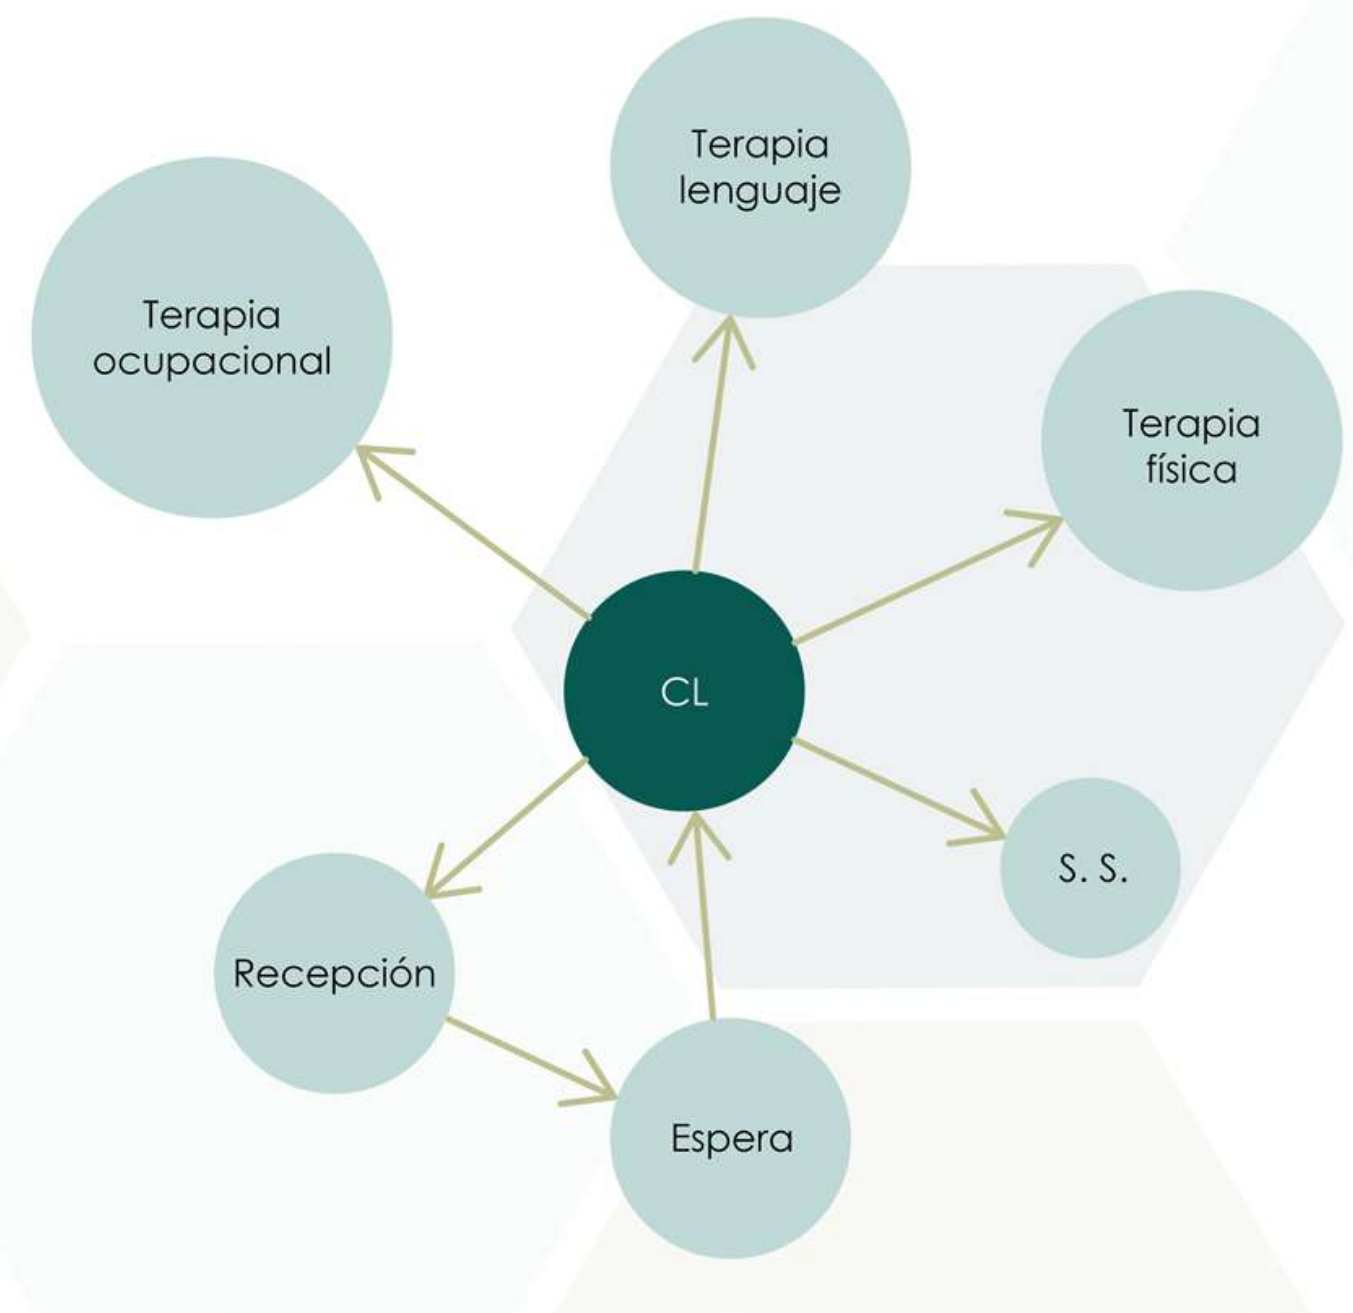 Terapia
lenguaje
Terapia
ocupacional
Terapia
física
CL
S. S.
Recepción
Espera